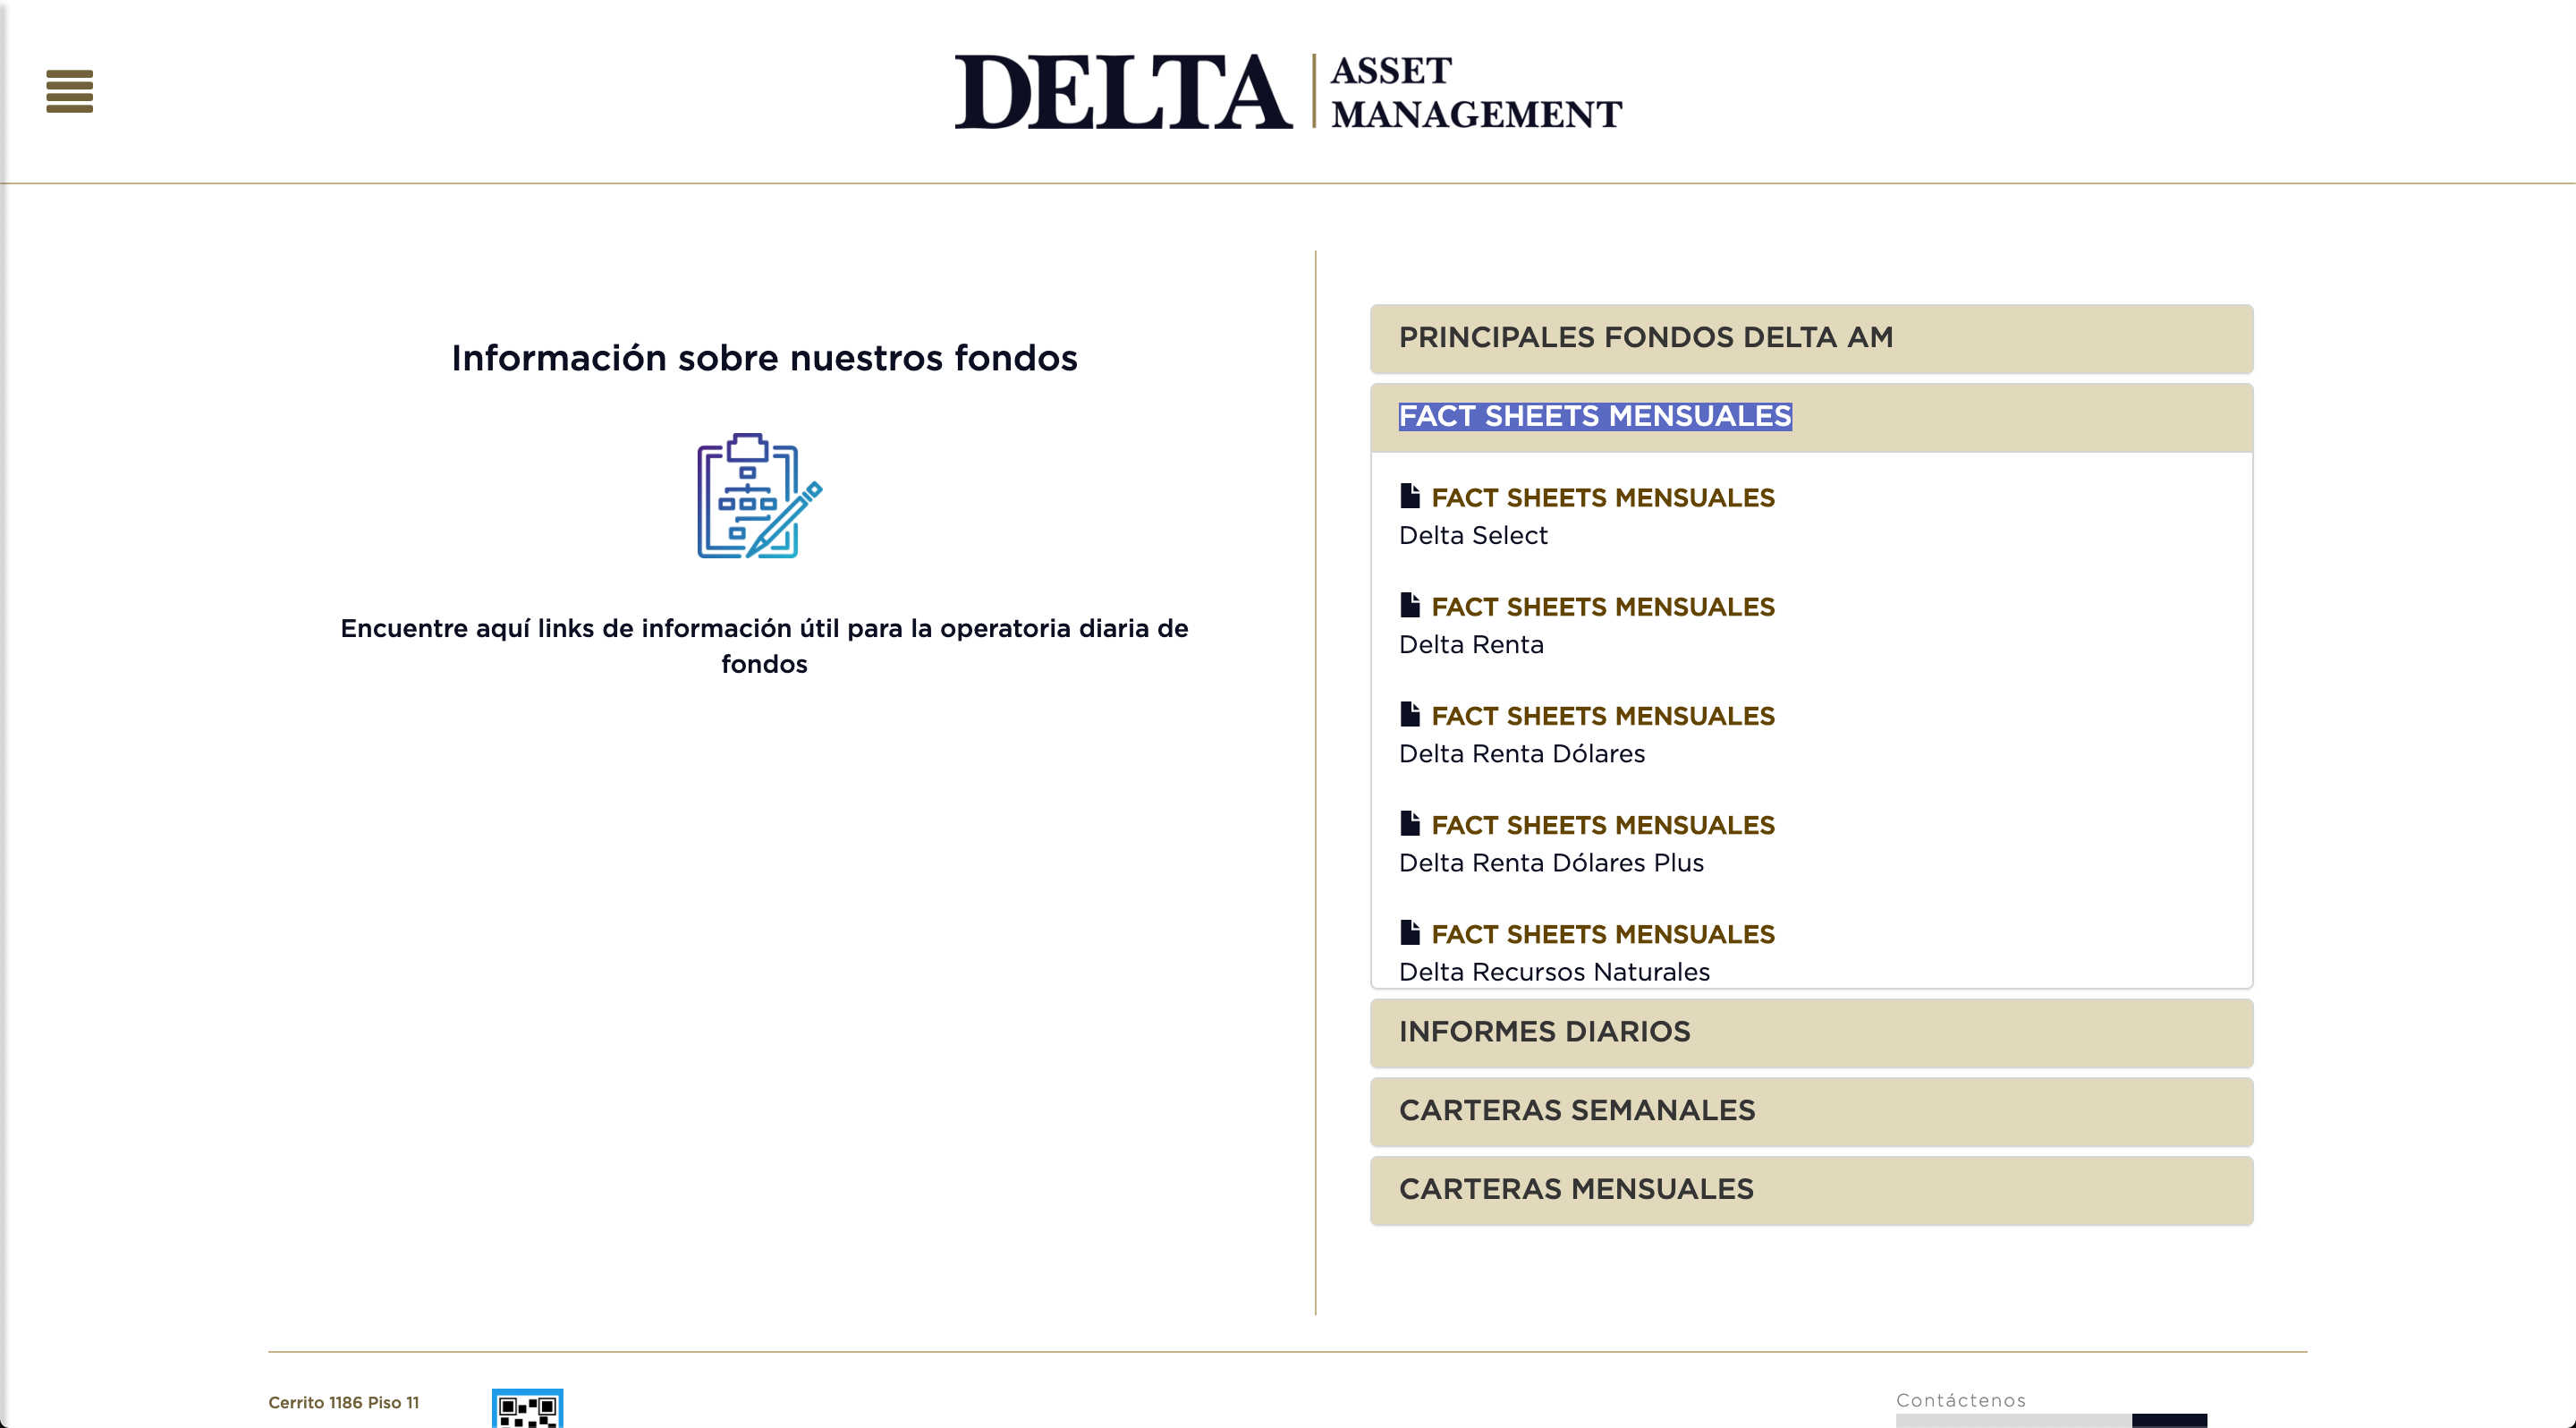 DELTA ASSET
MANAGEMENT
Información sobre nuestros fondos
Encuentre aquí links de información útil para la operatoria diaria de
fondos
PRINCIPALES FONDOS DELTA AM
FACT SHEETS MENSUALES
FACT SHEETS MENSUALES
Delta Select
FACT SHEETS MENSUALES
Delta Renta
FACT SHEETS MENSUALES
Delta Renta Dólares
FACT SHEETS MENSUALES
Delta Renta Dólares Plus
FACT SHEETS MENSUALES
Delta Recursos Naturales
INFORMES DIARIOS
CARTERAS SEMANALES
CARTERAS MENSUALES
Cerrito 1186 Piso 11
Contáctenos